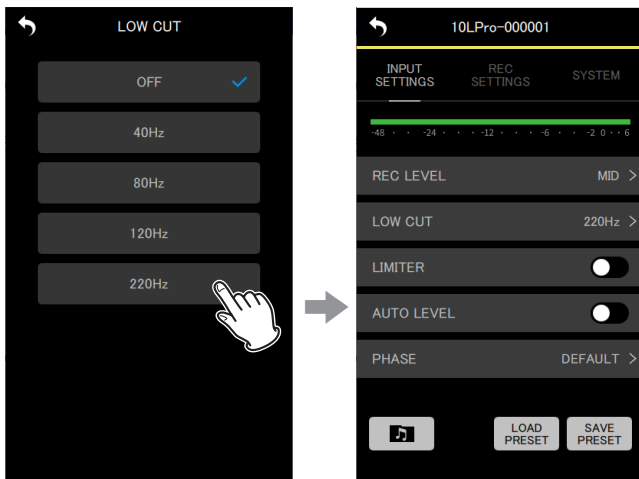 LOW CUT
OFF
40Hz
80Hz
120Hz
220Hz
10LPro-000001
INPUT
SETTINGS
REC
SETTINGS
SYSTEM
-48 · · -24 · · · -12 · · · -6 · · -2 0 · · 6
REC LEVEL MID >
LOW CUT 220Hz >
LIMITER
AUTO LEVEL
PHASE DEFAULT >
LOAD
PRESET
SAVE
PRESET